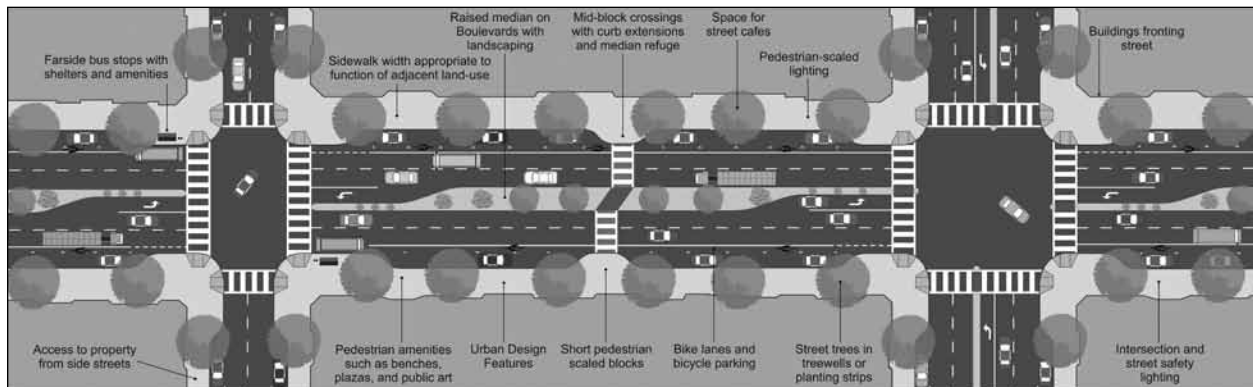 Farside bus stops with
shelters and amenities
Sidewalk width appropriate to
function of adjacent land-use
Raised median on
Boulevards with
landscaping
Mid-block crossings
with curb extensions
and median refuge
Space for
street cafes
Pedestrian-scaled
lighting
Buildings fronting
street
Access to property
from side streets
Pedestrian amenities
such as benches,
plazas, and public art
Urban Design
Features
Short pedestrian
scaled blocks
Bike lanes and
bicycle parking
Street trees in
treewells or
planting strips
Intersection and
street safety
lighting